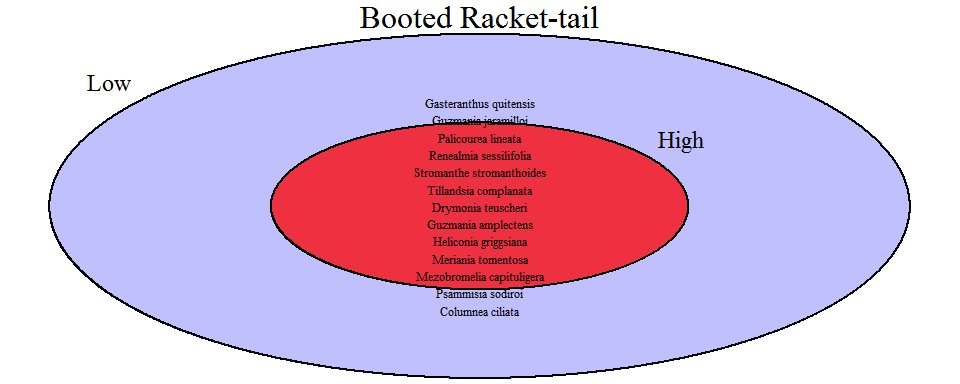 Booted Racket-tail
Low
Gasteranthus quitensis
Guzmania jaramilloi
High
Palicourea lineata
Renealmia sessilifolia
Stromanthe stromanthoides
Tillandsia complanata
Drymonia teuscheri
Guzmania amplectens
Heliconia griggsiana
Meriania tomentosa
Mezobromelia capituligera
Psammisia sodiroi
Columnea ciliata